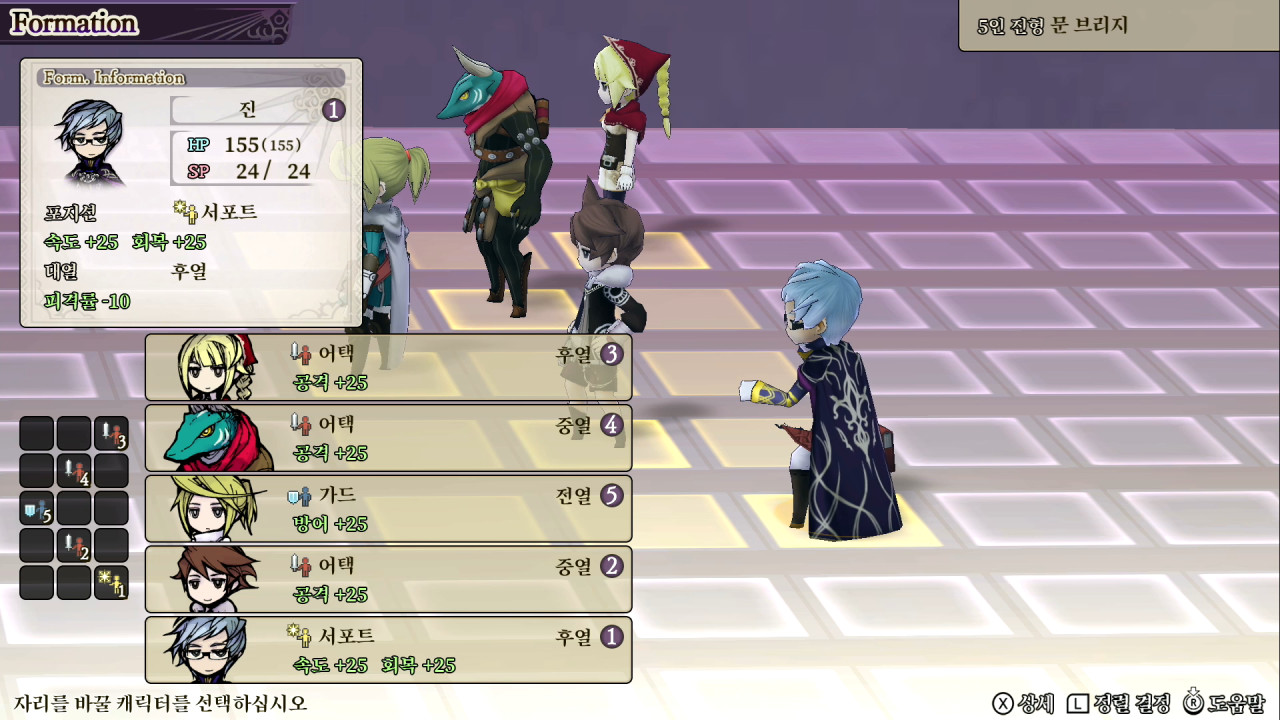 Formation
5인 진형 문 브리지
Form. Information
진 1
HP 155(155)
SP 24/ 24
포지션 서포트
속도 +25 회복 +25
대열 후열
피격률 -10
어택 후열 3
공격 +25
어택 중열 4
공격 +25
가드 전열 5
방어 +25
어택 중열 2
공격 +25
서포트 후열 1
속도 +25 회복 +25
3
4
5
2
1
자리를 바꿀 캐릭터를 선택하십시오
X 상세 L 정렬 결정 R 도움말